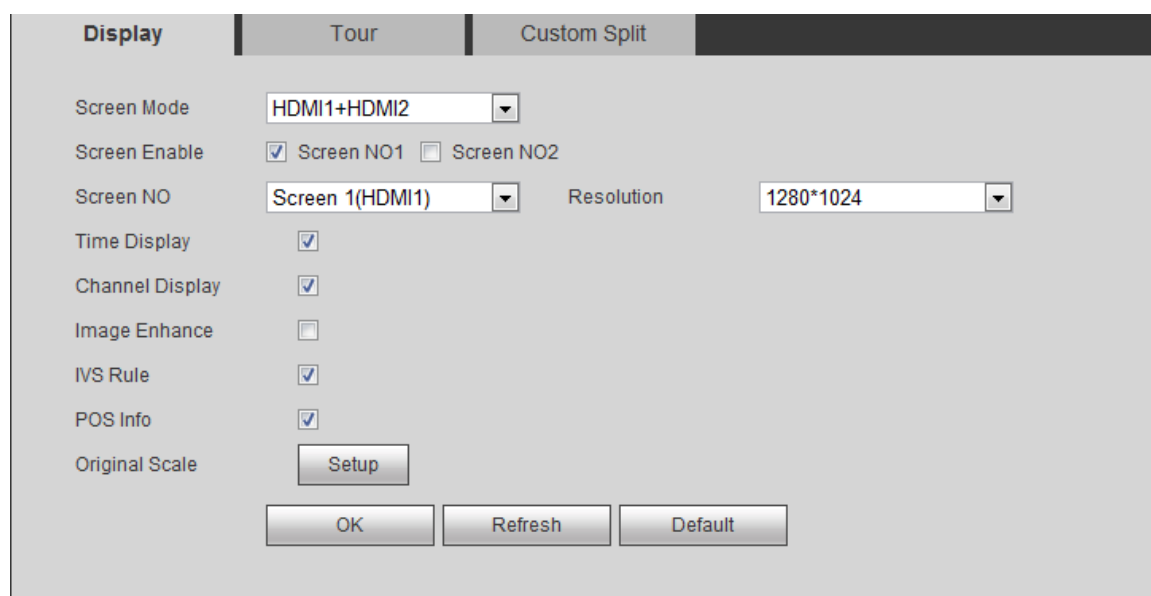 Display Tour Custom Split
Screen Mode HDMI1+HDMI2
Screen Enable Screen NO1 Screen NO2
Screen NO Screen 1(HDMI1) Resolution 1280*1024
Time Display
Channel Display
Image Enhance
IVS Rule
POS Info
Original Scale Setup
OK Refresh Default